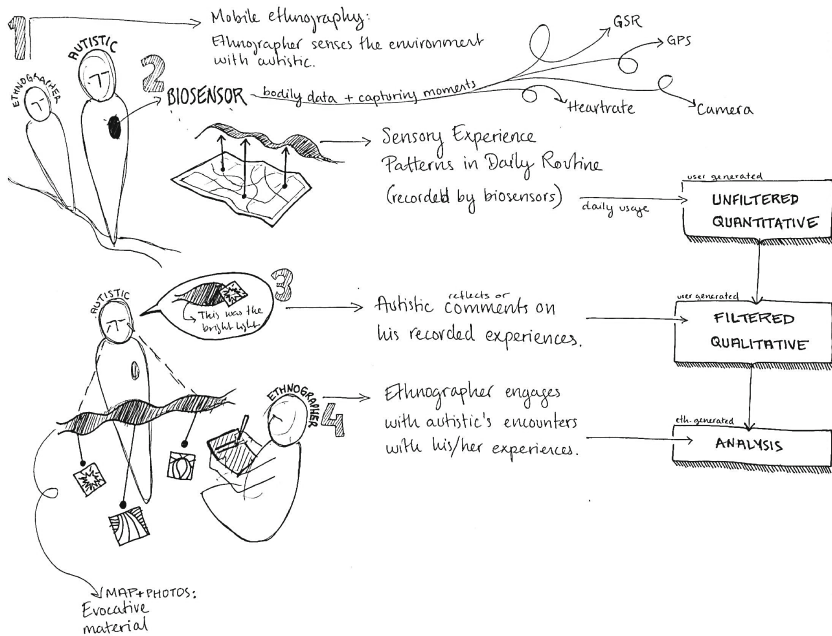 1
Mobile ethnography:
Ethnographer senses the environment
with autistic.
ETHNOGRAPHER
AUTISTIC
2
BIOSENSOR
bodily data + capturing moments
GSR
GPS
Heartrate
Camera
Sensory Experience
Patterns in Daily Routine
(recorded by biosensors)
daily usage
user generated
UNFILTERED
QUANTITATIVE
3
AUTISTIC
This was the
bright light.
reflects or
Autistic comments on
his recorded experiences.
user generated
FILTERED
QUALITATIVE
4
ETHNOGRAPHER
Ethnographer engages
with autistic's encounters
with his/her experiences.
eth. generated
ANALYSIS
MAP+PHOTOS:
Evocative
material